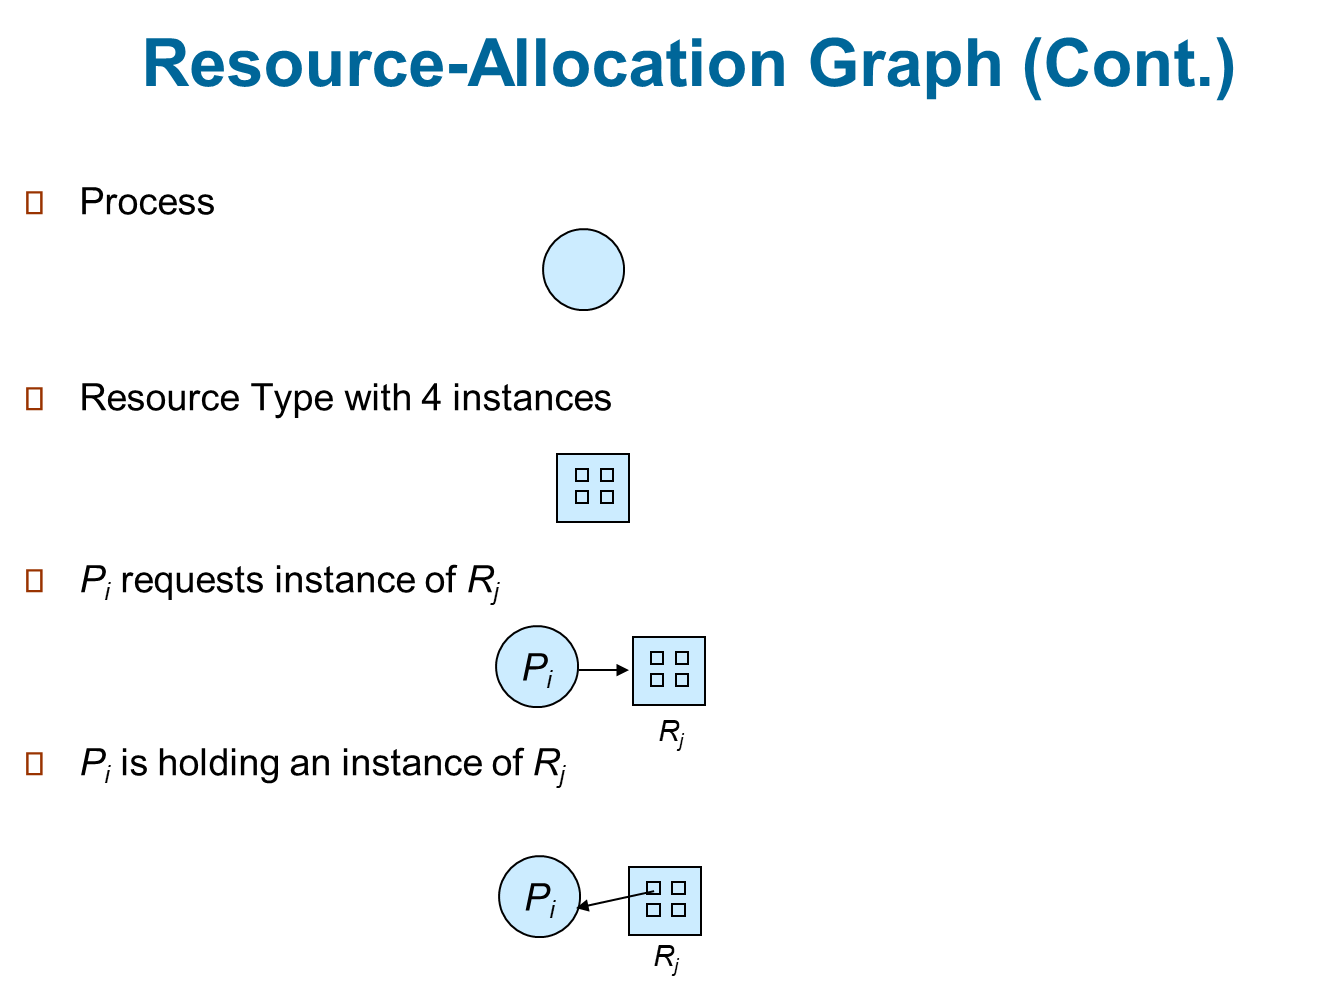 Resource-Allocation Graph (Cont.)
Process
Resource Type with 4 instances
Pi requests instance of Rj
Pi
Rj
Pi is holding an instance of Rj
Pi
Rj